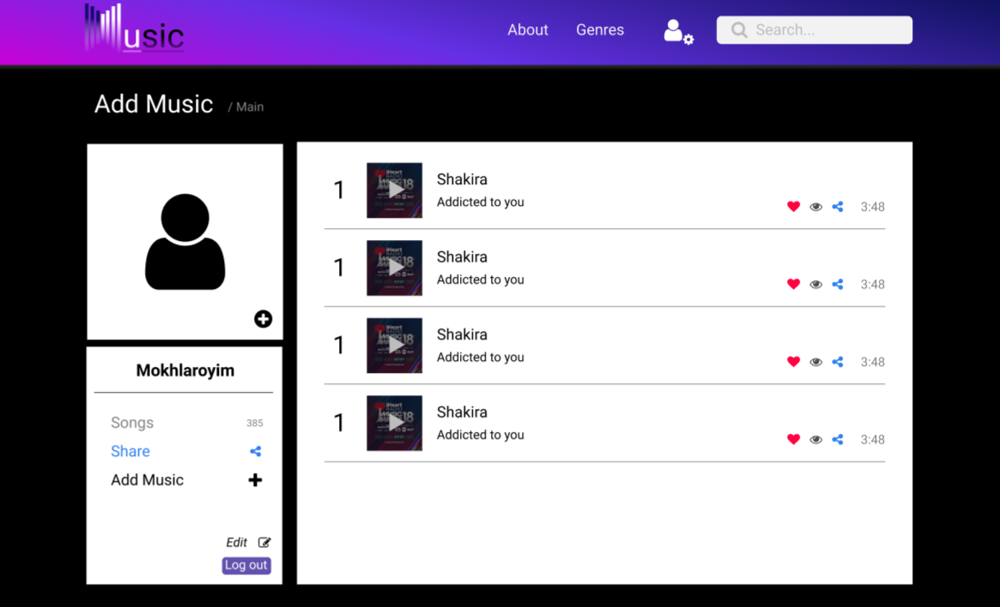 Music
About Genres Search...
Add Music / Main
1 Shakira
Addicted to you
3:48
1 Shakira
Addicted to you
3:48
1 Shakira
Addicted to you
3:48
1 Shakira
Addicted to you
3:48
Mokhlaroyim
Songs 385
Share
Add Music
Edit
Log out